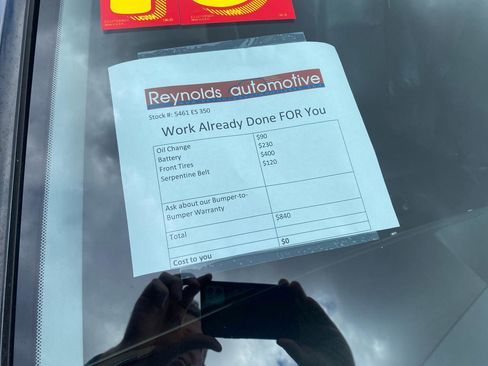 Reynolds automotive
Stock #: 5461 ES 350
Work Already Done FOR You
Oil Change $90
Battery $230
Front Tires $400
Serpentine Belt $120
Ask about our Bumper-to-
Bumper Warranty
Total $840
Cost to you $0